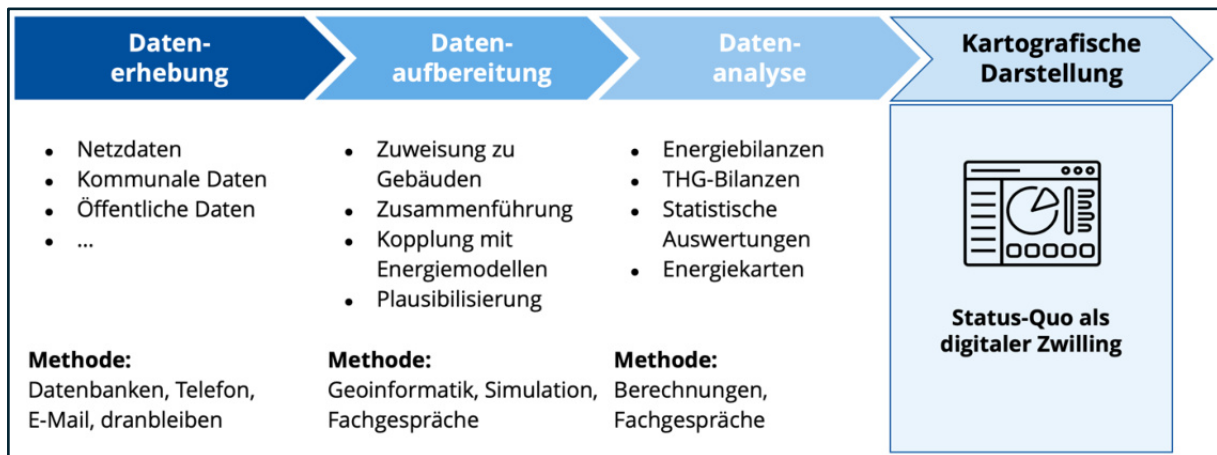 Daten-
erhebung
Daten-
aufbereitung
Daten-
analyse
Kartografische
Darstellung
• Netzdaten
• Kommunale Daten
• Öffentliche Daten
• ...
Methode:
Datenbanken, Telefon,
E-Mail, dranbleiben
• Zuweisung zu
Gebäuden
• Zusammenführung
• Kopplung mit
Energiemodellen
• Plausibilisierung
Methode:
Geoinformatik, Simulation,
Fachgespräche
• Energiebilanzen
• THG-Bilanzen
• Statistische
Auswertungen
• Energiekarten
Methode:
Berechnungen,
Fachgespräche
Status-Quo als
digitaler Zwilling